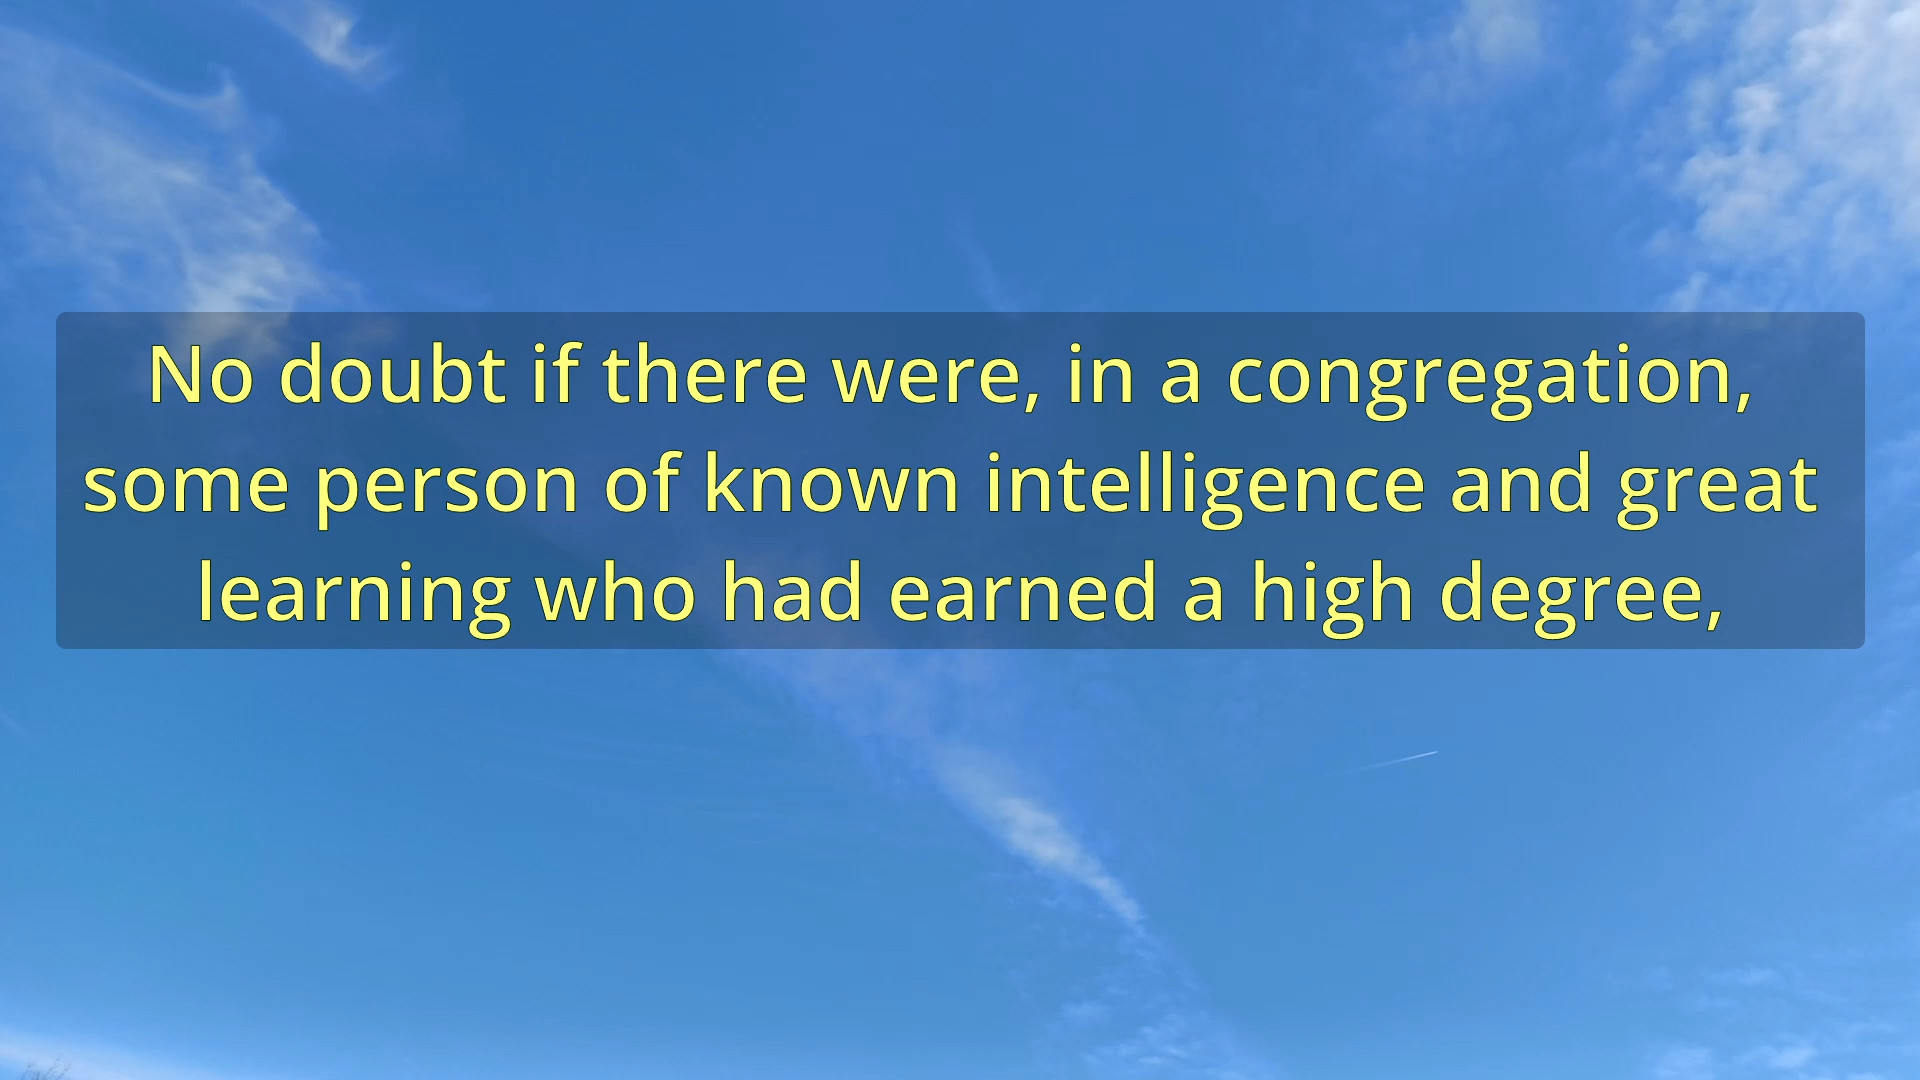 No doubt if there were, in a congregation,
some person of known intelligence and great
learning who had earned a high degree,